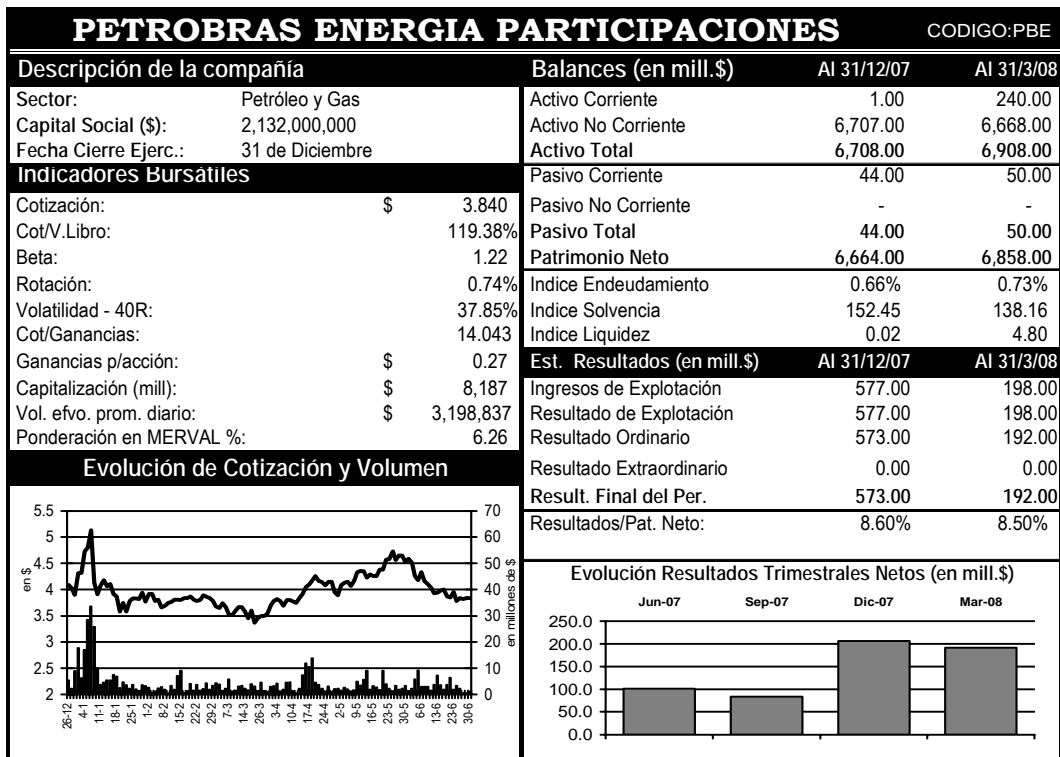 PETROBRAS ENERGIA PARTICIPACIONES CODIGO:PBE
Descripción de la compañía
Sector: Petróleo y Gas
Capital Social ($): 2,132,000,000
Fecha Cierre Ejerc.: 31 de Diciembre
Indicadores Bursátiles
Cotización: $ 3.840
Cot/V.Libro: 119.38%
Beta: 1.22
Rotación: 0.74%
Volatilidad - 40R: 37.85%
Cot/Ganancias: 14.043
Ganancias p/acción: $ 0.27
Capitalización (mill): $ 8,187
Vol. efvo. prom. diario: $ 3,198,837
Ponderación en MERVAL %: 6.26
Evolución de Cotización y Volumen
en $
5.5
5
4.5
4
3.5
3
2.5
2
70
60
50
40
30
20
10
0
en millones de $
26-12 4-1 11-1 18-1 25-1 1-2 8-2 15-2 22-2 29-2 7-3 14-3 26-3 3-4 10-4 17-4 24-4 2-5 9-5 16-5 23-5 30-5 6-6 13-6 23-6 30-6
Balances (en mill.$) Al 31/12/07 Al 31/3/08
Activo Corriente 1.00 240.00
Activo No Corriente 6,707.00 6,668.00
Activo Total 6,708.00 6,908.00
Pasivo Corriente 44.00 50.00
Pasivo No Corriente - -
Pasivo Total 44.00 50.00
Patrimonio Neto 6,664.00 6,858.00
Indice Endeudamiento 0.66% 0.73%
Indice Solvencia 152.45 138.16
Indice Liquidez 0.02 4.80
Est. Resultados (en mill.$) Al 31/12/07 Al 31/3/08
Ingresos de Explotación 577.00 198.00
Resultado de Explotación 577.00 198.00
Resultado Ordinario 573.00 192.00
Resultado Extraordinario 0.00 0.00
Result. Final del Per. 573.00 192.00
Resultados/Pat. Neto: 8.60% 8.50%
Evolución Resultados Trimestrales Netos (en mill.$)
Jun-07 Sep-07 Dic-07 Mar-08
250.0
200.0
150.0
100.0
50.0
0.0